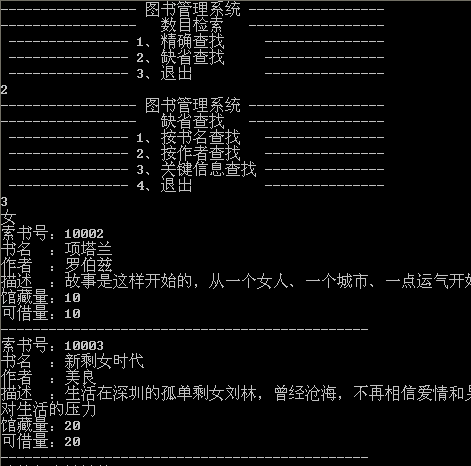 ---------------- 图书管理系统 ----------------
----------------   数目检索   ----------------
---------------- 1、精确查找 ----------------
---------------- 2、缺省查找 ----------------
---------------- 3、退出 ----------------
2
---------------- 图书管理系统 ----------------
----------------   缺省查找   ----------------
---------------- 1、按书名查找 ----------------
---------------- 2、按作者查找 ----------------
---------------- 3、关键信息查找 ----------------
---------------- 4、退出 ----------------
3
女
索书号：10002
书名  ：项塔兰
作者  ：罗伯兹
描述  ：故事是这样开始的，从一个女人、一个城市、一点运气开
馆藏量：10
可借量：10
------------------------------------------------
索书号：10003
书名  ：新剩女时代
作者  ：美良
描述  ：生活在深圳的孤单剩女刘林，曾经沧海，不再相信爱情和
对生活的压力
馆藏量：20
可借量：20
------------------------------------------------